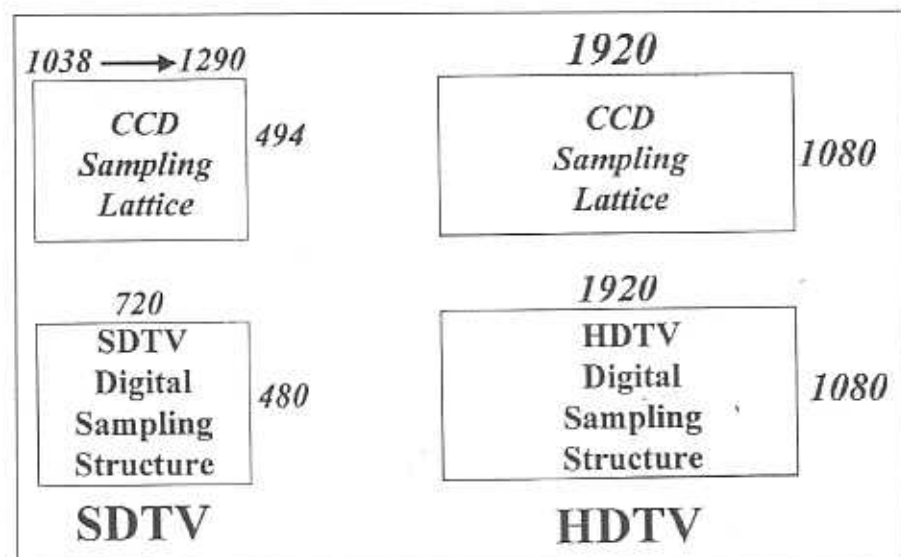 1038 → 1290
CCD
Sampling
Lattice
494
1920
CCD
Sampling
Lattice
1080
720
SDTV
Digital
Sampling
Structure
480
1920
HDTV
Digital
Sampling
Structure
1080
SDTV
HDTV